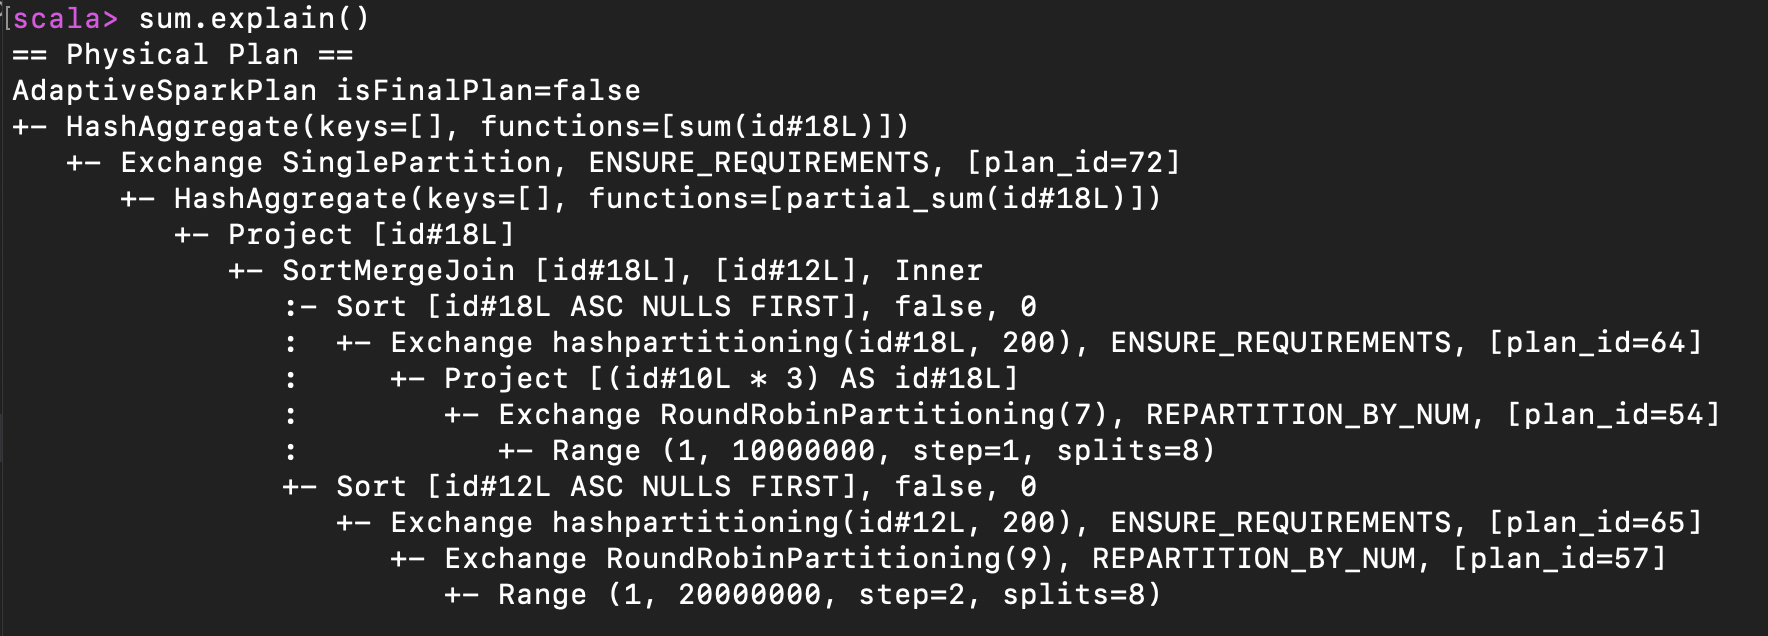 [scala> sum.explain()
== Physical Plan ==
AdaptiveSparkPlan isFinalPlan=false
+- HashAggregate(keys=[], functions=[sum(id#18L)])
   +- Exchange SinglePartition, ENSURE_REQUIREMENTS, [plan_id=72]
      +- HashAggregate(keys=[], functions=[partial_sum(id#18L)])
         +- Project [id#18L]
            +- SortMergeJoin [id#18L], [id#12L], Inner
               :- Sort [id#18L ASC NULLS FIRST], false, 0
               :  +- Exchange hashpartitioning(id#18L, 200), ENSURE_REQUIREMENTS, [plan_id=64]
               :     +- Project [(id#10L * 3) AS id#18L]
               :        +- Exchange RoundRobinPartitioning(7), REPARTITION_BY_NUM, [plan_id=54]
               :           +- Range (1, 10000000, step=1, splits=8)
               +- Sort [id#12L ASC NULLS FIRST], false, 0
                  +- Exchange hashpartitioning(id#12L, 200), ENSURE_REQUIREMENTS, [plan_id=65]
                     +- Exchange RoundRobinPartitioning(9), REPARTITION_BY_NUM, [plan_id=57]
                        +- Range (1, 20000000, step=2, splits=8)